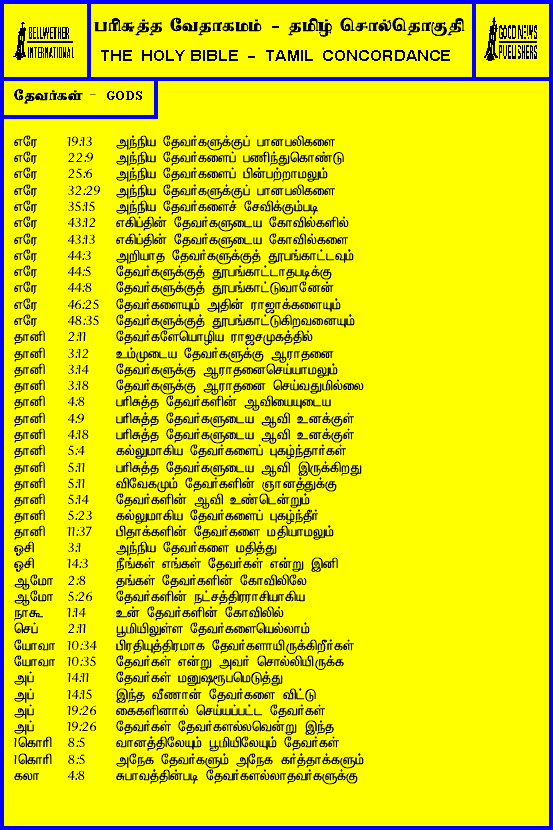 BELLWETHER
INTERNATIONAL
பரிசுத்த வேதாகமம் - தமிழ் சொல்தொகுதி
THE HOLY BIBLE - TAMIL CONCORDANCE
GOOD NEWS
PUBLISHERS
தேவர்கள் - GODS
எரே 19:13 அந்நிய தேவர்களுக்குப் பானபலிகளை
எரே 22:9 அந்நிய தேவர்களைப் பணிந்துகொண்டு
எரே 25:6 அந்நிய தேவர்களைப் பின்பற்றாமலும்
எரே 32:29 அந்நிய தேவர்களுக்குப் பானபலிகளை
எரே 35:15 அந்நிய தேவர்களைச் சேவிக்கும்படி
எரே 43:12 எகிப்தின் தேவர்களுடைய கோவில்களில்
எரே 43:13 எகிப்தின் தேவர்களுடைய கோவில்களை
எரே 44:3 அறியாத தேவர்களுக்குத் தூபங்காட்டவும்
எரே 44:5 தேவர்களுக்குத் தூபங்காட்டாதபடிக்கு
எரே 44:8 தேவர்களுக்குத் தூபங்காட்டுவானேன்
எரே 46:25 தேவர்களையும் அதின் ராஜாக்களையும்
எரே 48:35 தேவர்களுக்குத் தூபங்காட்டுகிறவனையும்
தானி 2:11 தேவர்களேயொழிய ராஜசமுகத்தில்
தானி 3:12 உம்முடைய தேவர்களுக்கு ஆராதனை
தானி 3:14 தேவர்களுக்கு ஆராதனைசெய்யாமலும்
தானி 3:18 தேவர்களுக்கு ஆராதனை செய்வதுமில்லை
தானி 4:8 பரிசுத்த தேவர்களின் ஆவியையுடைய
தானி 4:9 பரிசுத்த தேவர்களுடைய ஆவி உனக்குள்
தானி 4:18 பரிசுத்த தேவர்களுடைய ஆவி உனக்குள்
தானி 5:4 கல்லுமாகிய தேவர்களைப் புகழ்ந்தார்கள்
தானி 5:11 பரிசுத்த தேவர்களுடைய ஆவி இருக்கிறது
தானி 5:11 விவேகமும் தேவர்களின் ஞானத்துக்கு
தானி 5:14 தேவர்களின் ஆவி உண்டென்றும்
தானி 5:23 கல்லுமாகிய தேவர்களைப் புகழ்ந்தீர்
தானி 11:37 பிதாக்களின் தேவர்களை மதியாமலும்
ஓசி 3:1 அந்நிய தேவர்களை மதித்து
ஓசி 14:3 நீங்கள் எங்கள் தேவர்கள் என்று இனி
ஆமோ 2:8 தங்கள் தேவர்களின் கோவிலிலே
ஆமோ 5:26 தேவர்களின் நட்சத்திரராசியாகிய
நாகூ 1:14 உன் தேவர்களின் கோவிலில்
செப் 2:11 பூமியிலுள்ள தேவர்களையெல்லாம்
யோவா 10:34 பிரதியுத்திரமாக தேவர்களாயிருக்கிறீர்கள்
யோவா 10:35 தேவர்கள் என்று அவர் சொல்லியிருக்க
அப் 14:11 தேவர்கள் மனுஷரூபமெடுத்து
அப் 14:15 இந்த வீணான தேவர்களை விட்டு
அப் 19:26 கைகளினால் செய்யப்பட்ட தேவர்கள்
அப் 19:26 தேவர்கள் தேவர்களல்லவென்று இந்த
1கொரி 8:5 வானத்திலேயும் பூமியிலேயும் தேவர்கள்
1கொரி 8:5 அநேக தேவர்களும் அநேக கர்த்தாக்களும்
கலா 4:8 சுபாவத்தின்படி தேவர்களல்லாதவர்களுக்கு